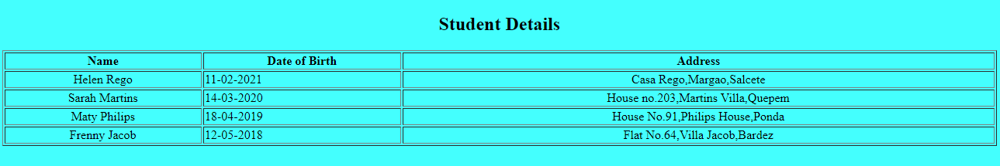 Student Details
Name Date of Birth Address
Helen Rego 11-02-2021 Casa Rego,Margao,Salcete
Sarah Martins 14-03-2020 House no.203,Martins Villa,Quepem
Maty Philips 18-04-2019 House No.91,Philips House,Ponda
Frenny Jacob 12-05-2018 Flat No.64,Villa Jacob,Bardez